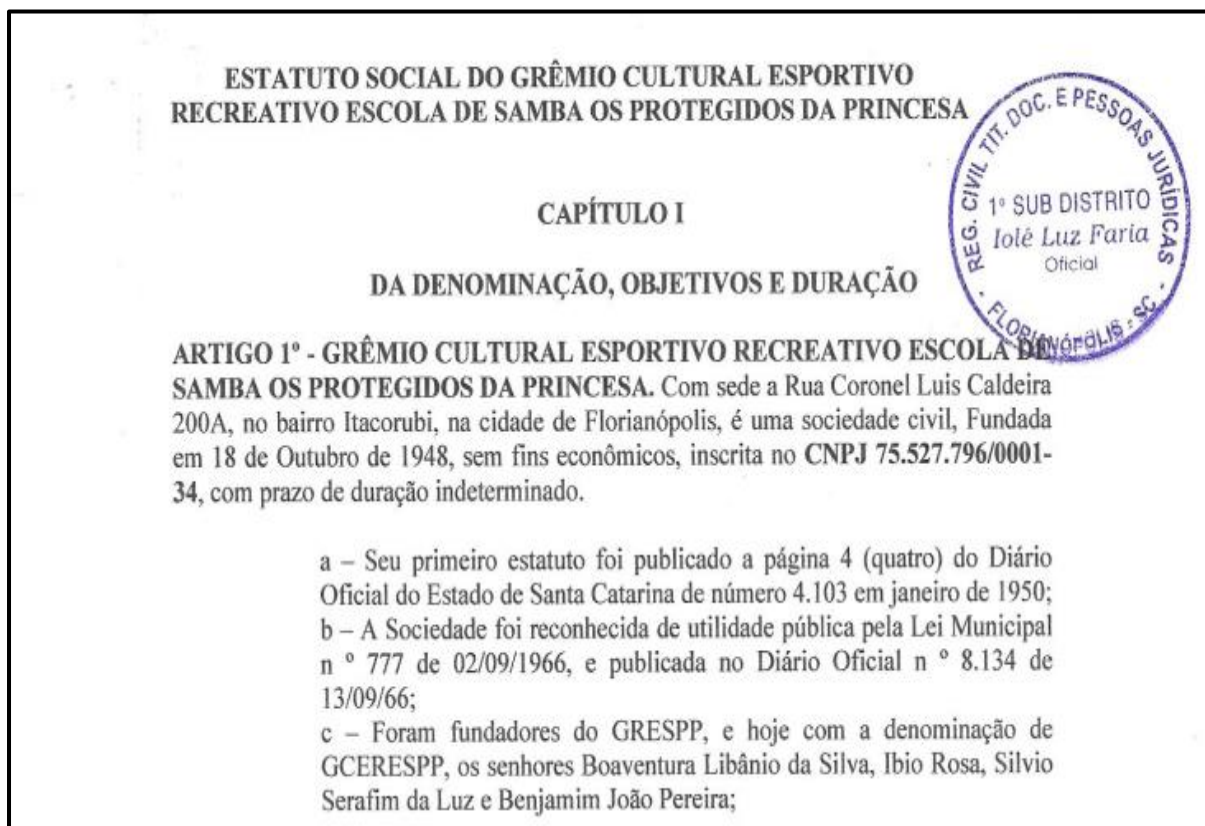 ESTATUTO SOCIAL DO GRÊMIO CULTURAL ESPORTIVO
RECREATIVO ESCOLA DE SAMBA OS PROTEGIDOS DA PRINCESA
REG. CIVIL TIT. DOC. E PESSOAS JURÍDICAS
1º SUB DISTRITO
Iolé Luz Faria
Oficial
FLORIANÓPOLIS - SC
CAPÍTULO I
DA DENOMINAÇÃO, OBJETIVOS E DURAÇÃO
ARTIGO 1º - GRÊMIO CULTURAL ESPORTIVO RECREATIVO ESCOLA DE
SAMBA OS PROTEGIDOS DA PRINCESA. Com sede a Rua Coronel Luis Caldeira
200A, no bairro Itacorubi, na cidade de Florianópolis, é uma sociedade civil, Fundada
em 18 de Outubro de 1948, sem fins econômicos, inscrita no CNPJ 75.527.796/0001-
34, com prazo de duração indeterminado.
a – Seu primeiro estatuto foi publicado a página 4 (quatro) do Diário
Oficial do Estado de Santa Catarina de número 4.103 em janeiro de 1950;
b – A Sociedade foi reconhecida de utilidade pública pela Lei Municipal
n º 777 de 02/09/1966, e publicada no Diário Oficial n º 8.134 de
13/09/66;
c – Foram fundadores do GRESPP, e hoje com a denominação de
GCERESPP, os senhores Boaventura Libânio da Silva, Ibio Rosa, Silvio
Serafim da Luz e Benjamim João Pereira;